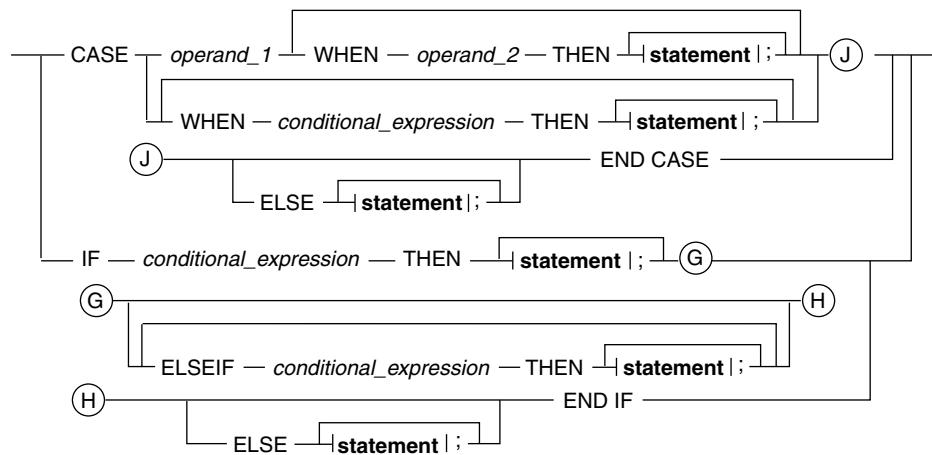 CASE operand_1 WHEN operand_2 THEN |statement|; J
WHEN conditional_expression THEN |statement|;
J END CASE
ELSE |statement|;
IF conditional_expression THEN |statement|; G
G H
ELSEIF conditional_expression THEN |statement|;
H END IF
ELSE |statement|;